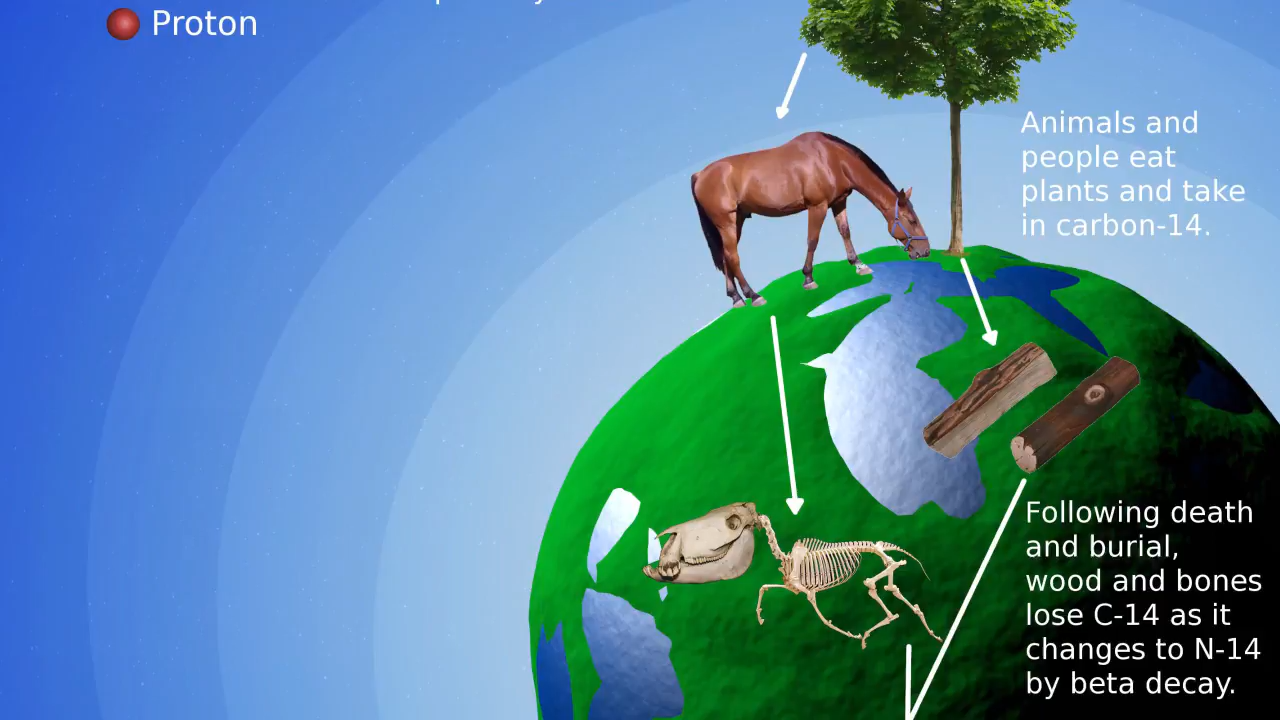 Proton
Animals and
people eat
plants and take
in carbon-14.
Following death
and burial,
wood and bones
lose C-14 as it
changes to N-14
by beta decay.